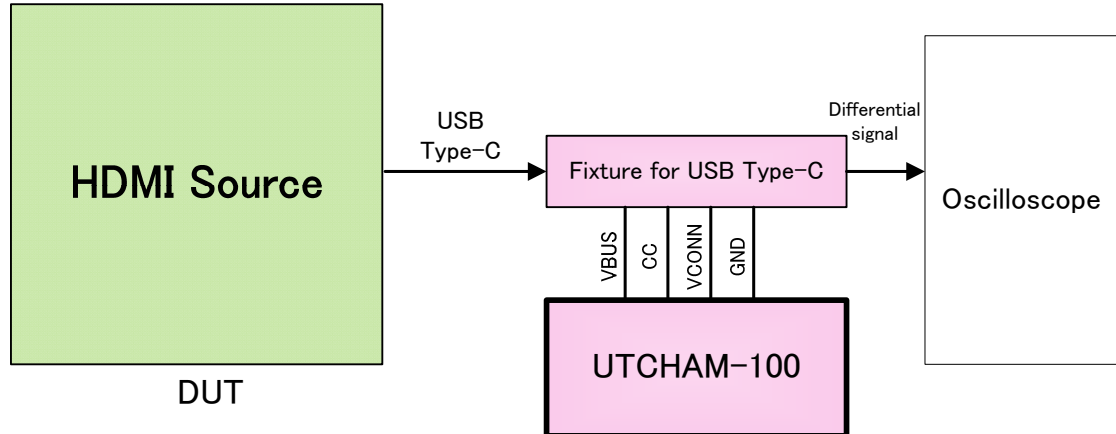 HDMI Source
DUT
USB
Type-C
Fixture for USB Type-C
Differential
signal
Oscilloscope
VBUS
CC
VCONN
GND
UTCHAM-100